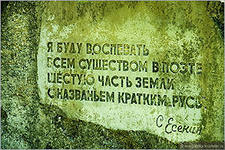 Я БУДУ ВОСПЕВАТЬ
ВСЕМ СУЩЕСТВОМ В ПОЭТЕ
ШЕСТУЮ ЧАСТЬ ЗЕМЛИ
С НАЗВАНЬЕМ КРАТКИМ РУСЬ
С. Есенин